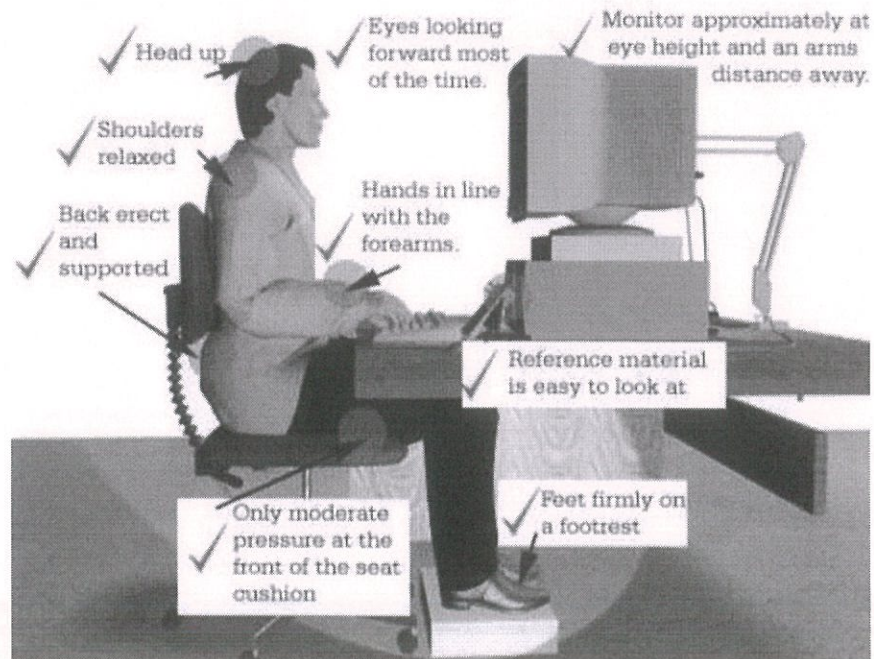 Head up
Eyes looking
forward most
of the time.
Monitor approximately at
eye height and an arms
distance away.
Shoulders
relaxed
Hands in line
with the
forearms.
Back erect
and
supported
Reference material
is easy to look at
Only moderate
pressure at the
front of the seat
cushion
Feet firmly on
a footrest